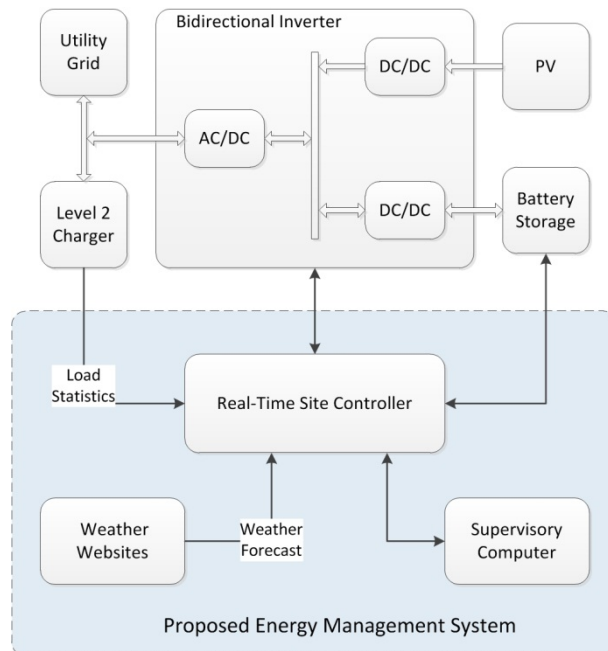 Bidirectional Inverter
Utility
Grid
DC/DC
PV
AC/DC
Level 2
Charger
DC/DC
Battery
Storage
Load
Statistics
Real-Time Site Controller
Weather
Websites
Weather
Forecast
Supervisory
Computer
Proposed Energy Management System